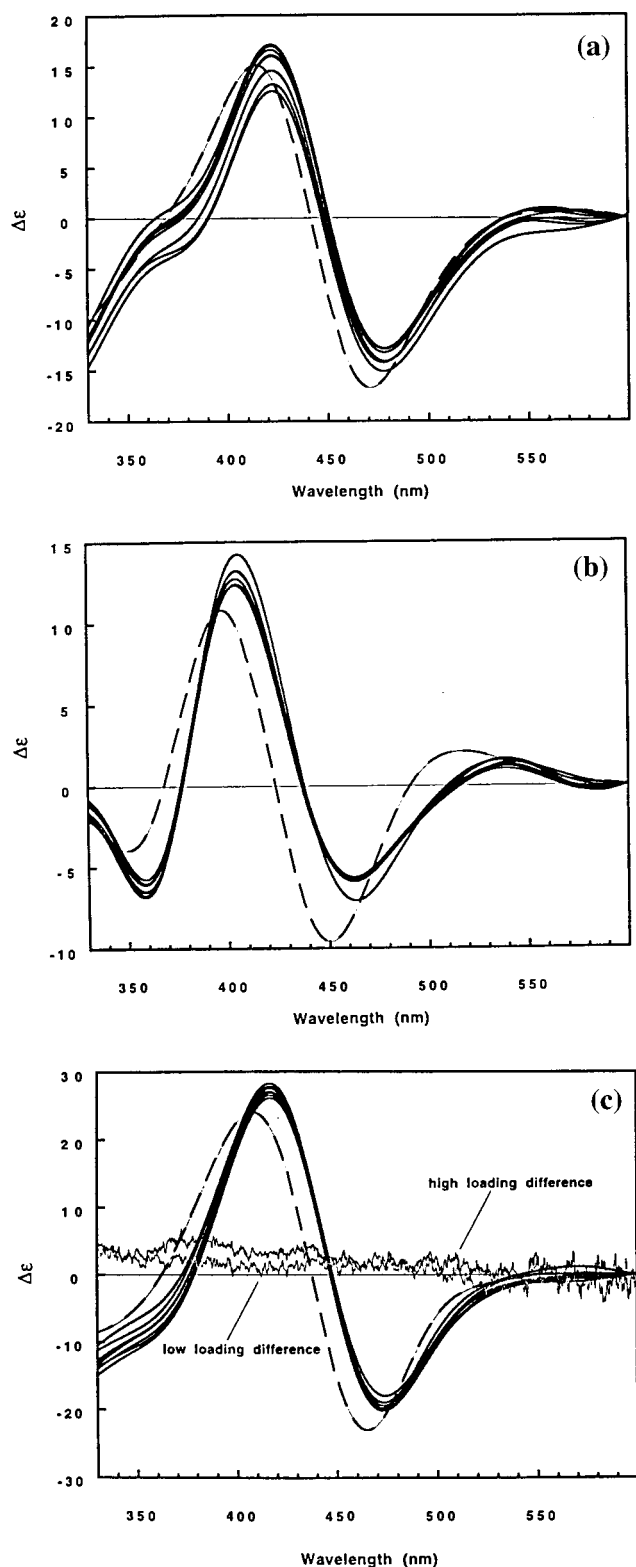 20
(a)
15
10
5
Δε
0
-5
-10
-15
-20
350 400 450 500 550
Wavelength (nm)
15
(b)
10
5
Δε
0
-5
-10
350 400 450 500 550
Wavelength (nm)
30
(c)
20
high loading difference
10
Δε
0
low loading difference
-10
-20
-30
350 400 450 500 550
Wavelength (nm)